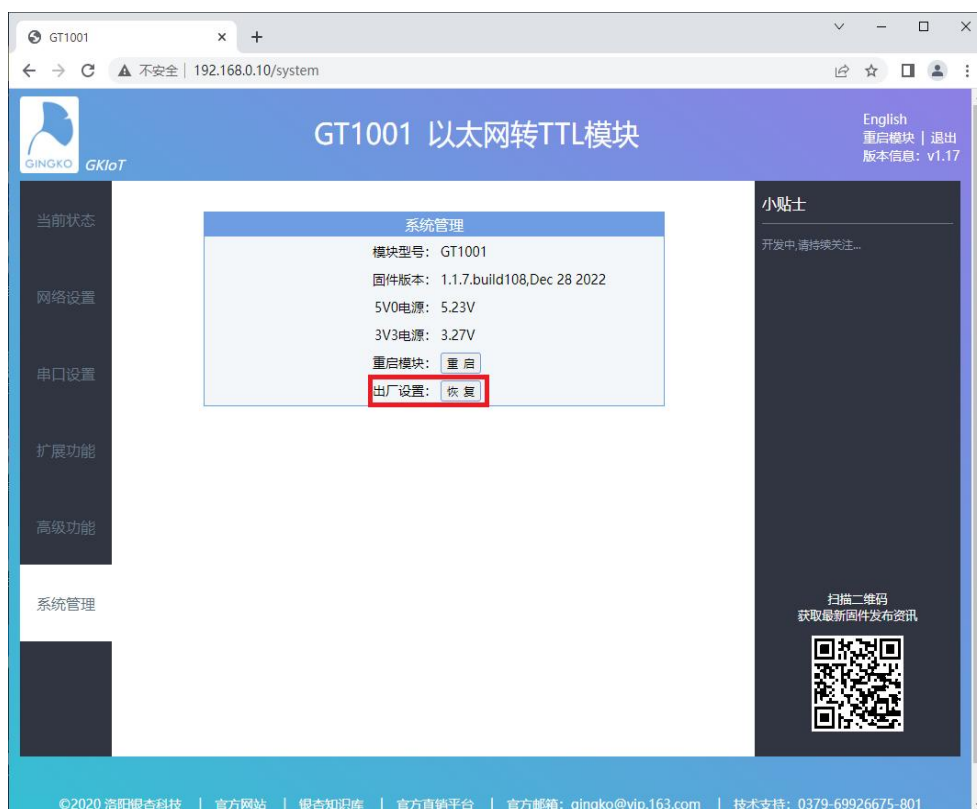 GT1001
不安全 | 192.168.0.10/system
GINGKO GKIoT
GT1001 以太网转TTL模块
English
重启模块 | 退出
版本信息：v1.17
当前状态
网络设置
串口设置
扩展功能
高级功能
系统管理
系统管理
模块型号： GT1001
固件版本： 1.1.7.build108,Dec 28 2022
5V0电源： 5.23V
3V3电源： 3.27V
重启模块： 重 启
出厂设置： 恢 复
小贴士
开发中,请持续关注...
扫描二维码
获取最新固件发布资讯
©2020 洛阳银杏科技 | 官方网站 | 银杏知识库 | 官方直销平台 | 官方邮箱：gingko@vip.163.com | 技术支持：0379-69926675-801